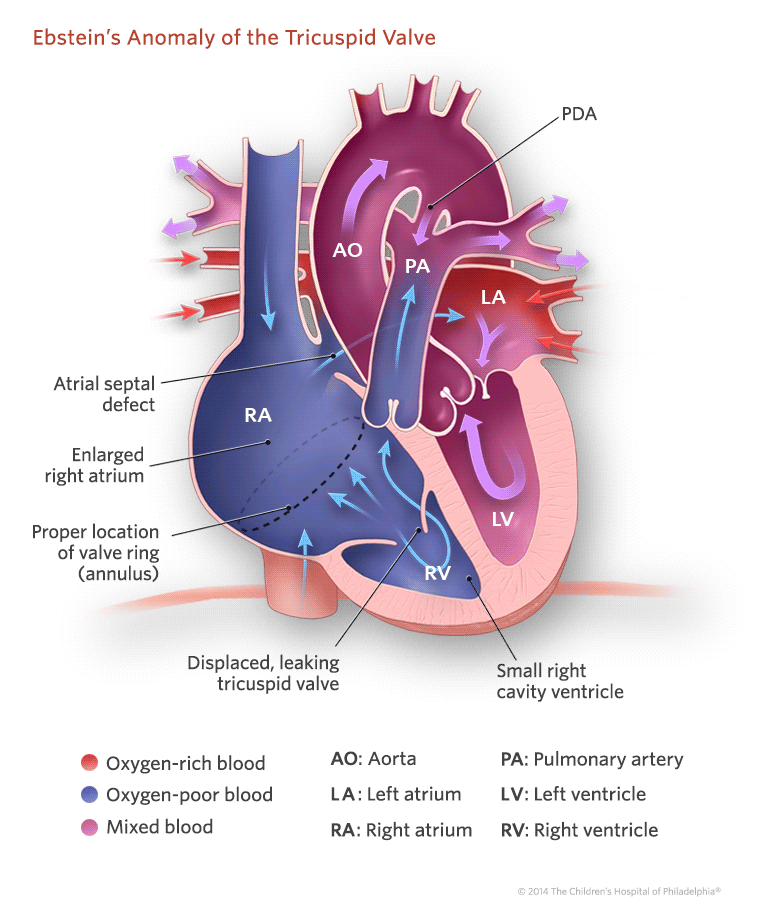 Ebstein's Anomaly of the Tricuspid Valve
PDA
AO
PA
LA
Atrial septal
defect
RA
Enlarged
right atrium
Proper location
of valve ring
(annulus)
LV
RV
Displaced, leaking
tricuspid valve
Small right
cavity ventricle
Oxygen-rich blood
Oxygen-poor blood
Mixed blood
AO: Aorta
LA: Left atrium
RA: Right atrium
PA: Pulmonary artery
LV: Left ventricle
RV: Right ventricle
© 2014 The Children's Hospital of Philadelphia®